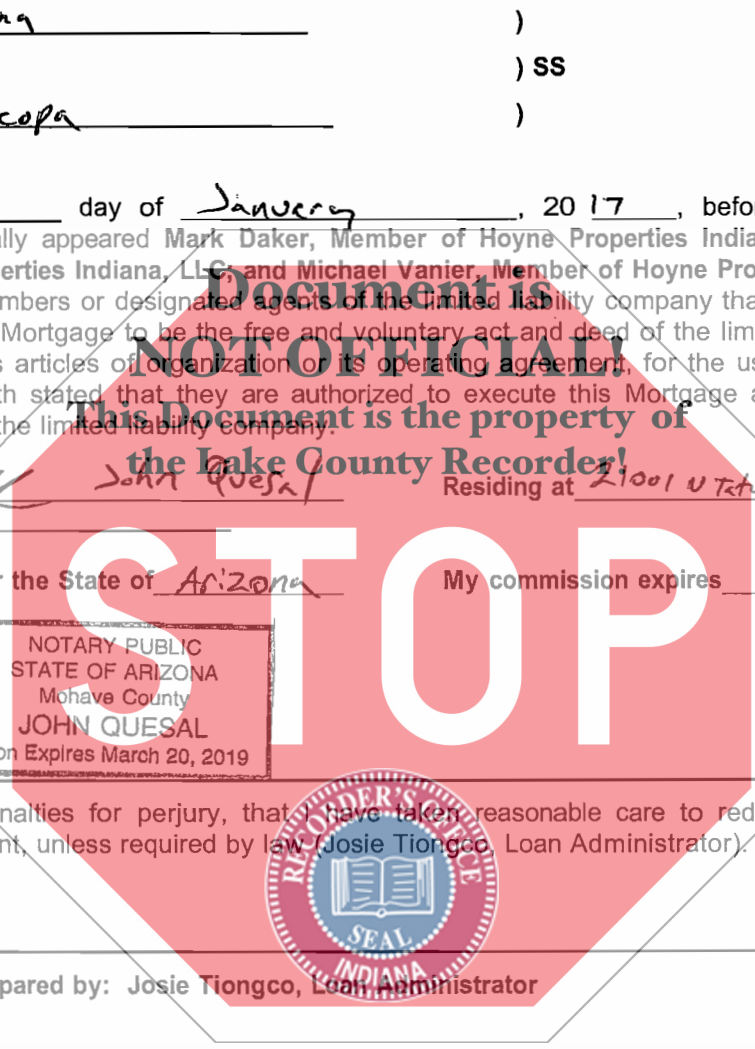 )
) SS
copa )
day of January, 2017, befo
ally appeared Mark Daker, Member of Hoyne Properties India
perties Indiana, LLC; and Michael Vanier, Member of Hoyne Pro
mbers or designated agents of the limited liability company tha
Mortgage to be the free and voluntary act and deed of the lim
s articles of organization or its operating agreement, for the us
th stated that they are authorized to execute this Mortgage a
the limited liability company.
Document is
NOT OFFICIAL!
This Document is the property of
the Lake County Recorder!
John Quesal Residing at 21001 N Tat
r the State of Arizona My commission expires
STOP
NOTARY PUBLIC
STATE OF ARIZONA
Mohave County
JOHN QUESAL
on Expires March 20, 2019
nalties for perjury, that I have taken reasonable care to red
nt, unless required by law (Josie Tiongco, Loan Administrator).
RECORDER'S OFFICE
SEAL
INDIANA
pared by: Josie Tiongco, Loan Administrator